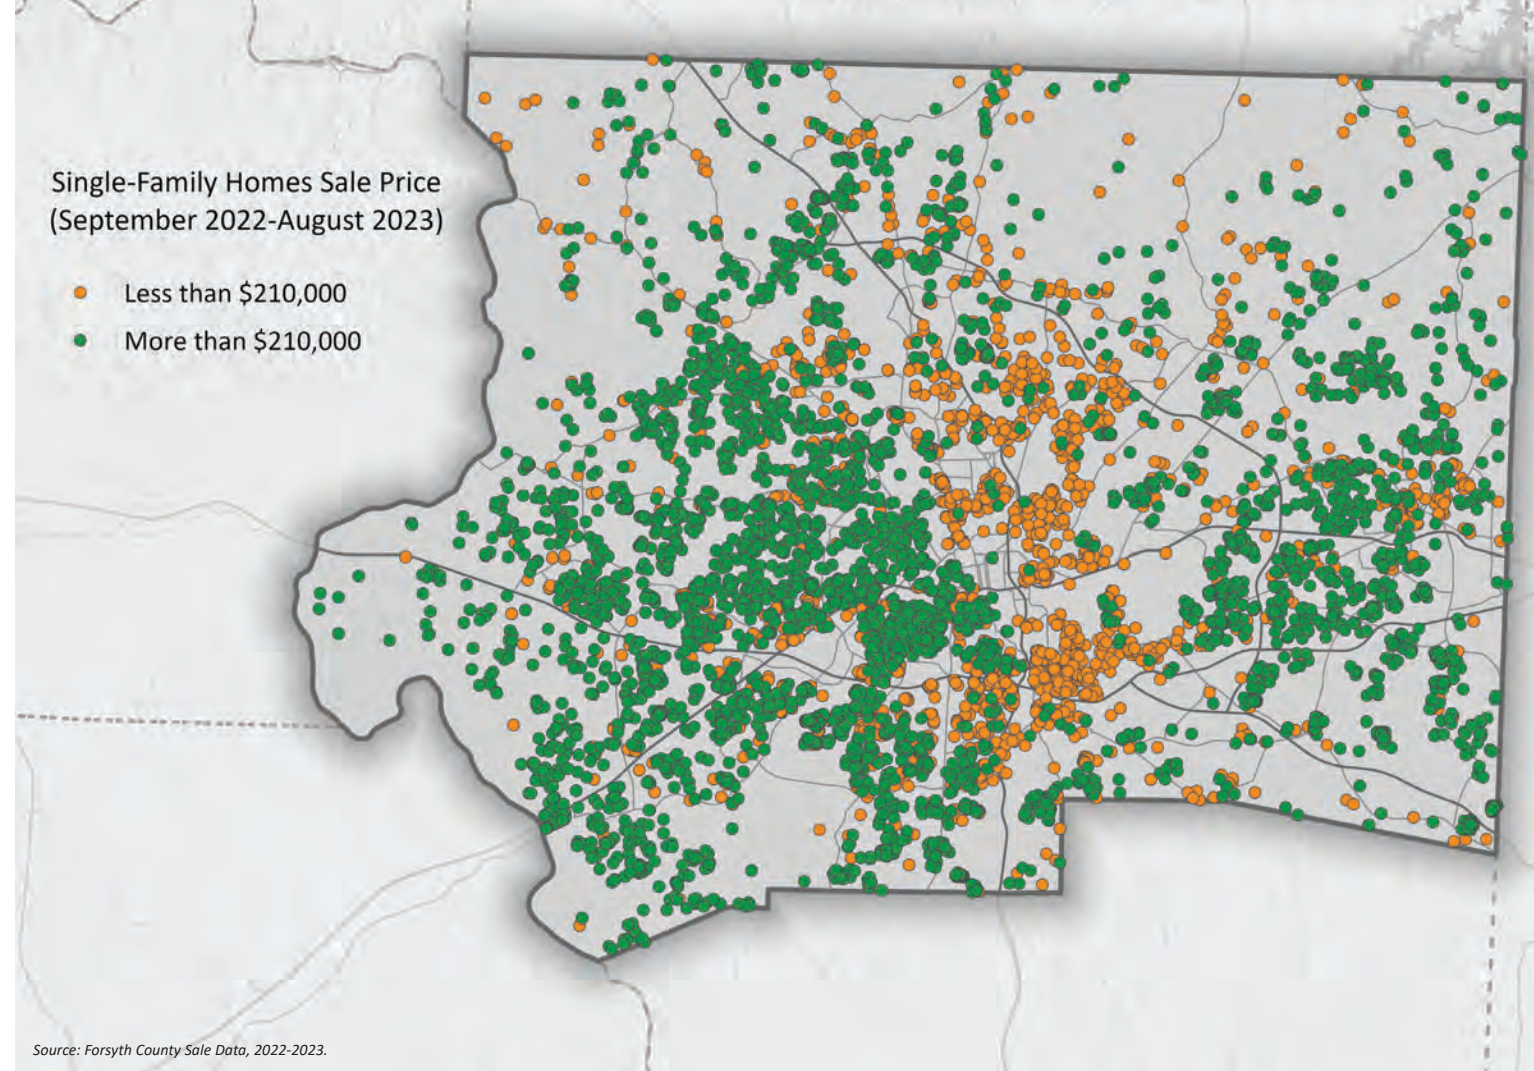 Single-Family Homes Sale Price
(September 2022-August 2023)
Less than $210,000
More than $210,000
Source: Forsyth County Sale Data, 2022-2023.